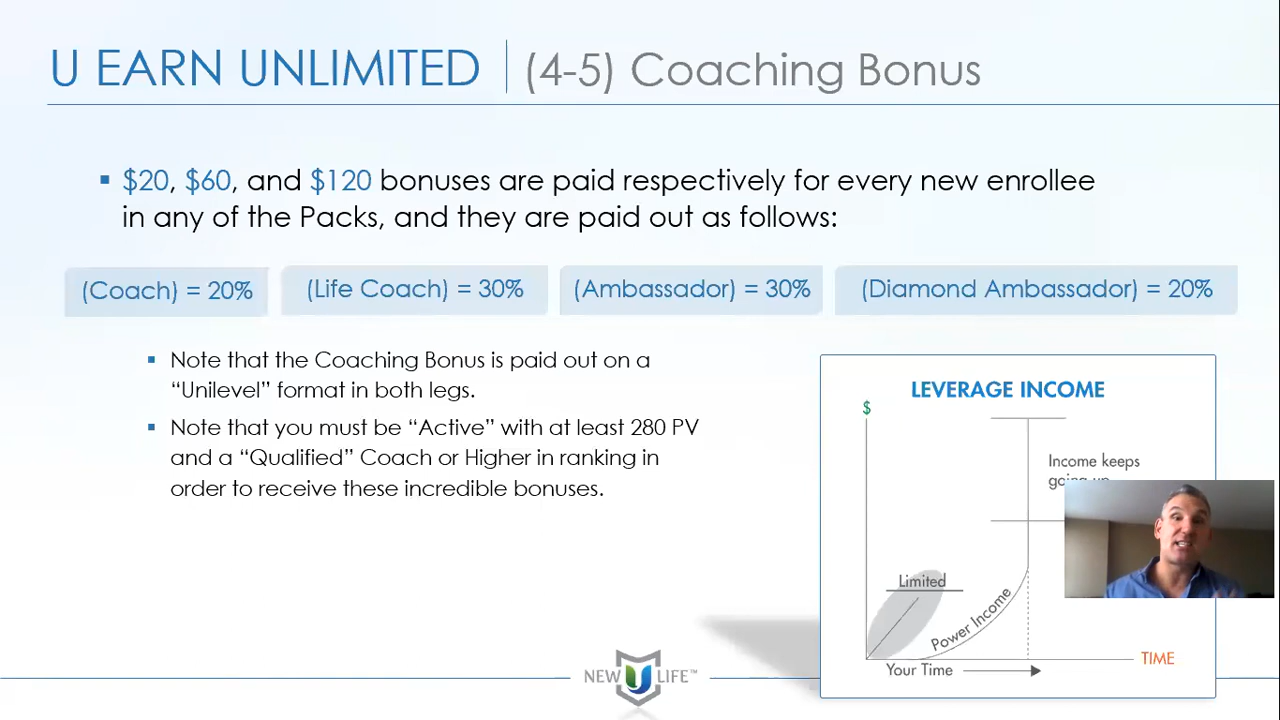 U EARN UNLIMITED (4-5) Coaching Bonus
▪ $20, $60, and $120 bonuses are paid respectively for every new enrollee
in any of the Packs, and they are paid out as follows:
(Coach) = 20% (Life Coach) = 30% (Ambassador) = 30% (Diamond Ambassador) = 20%
▪ Note that the Coaching Bonus is paid out on a
“Unilevel” format in both legs.
▪ Note that you must be “Active” with at least 280 PV
and a “Qualified” Coach or Higher in ranking in
order to receive these incredible bonuses.
LEVERAGE INCOME
$
Income keeps
going up
Limited
Power Income
Your Time
TIME
NEW U LIFE™